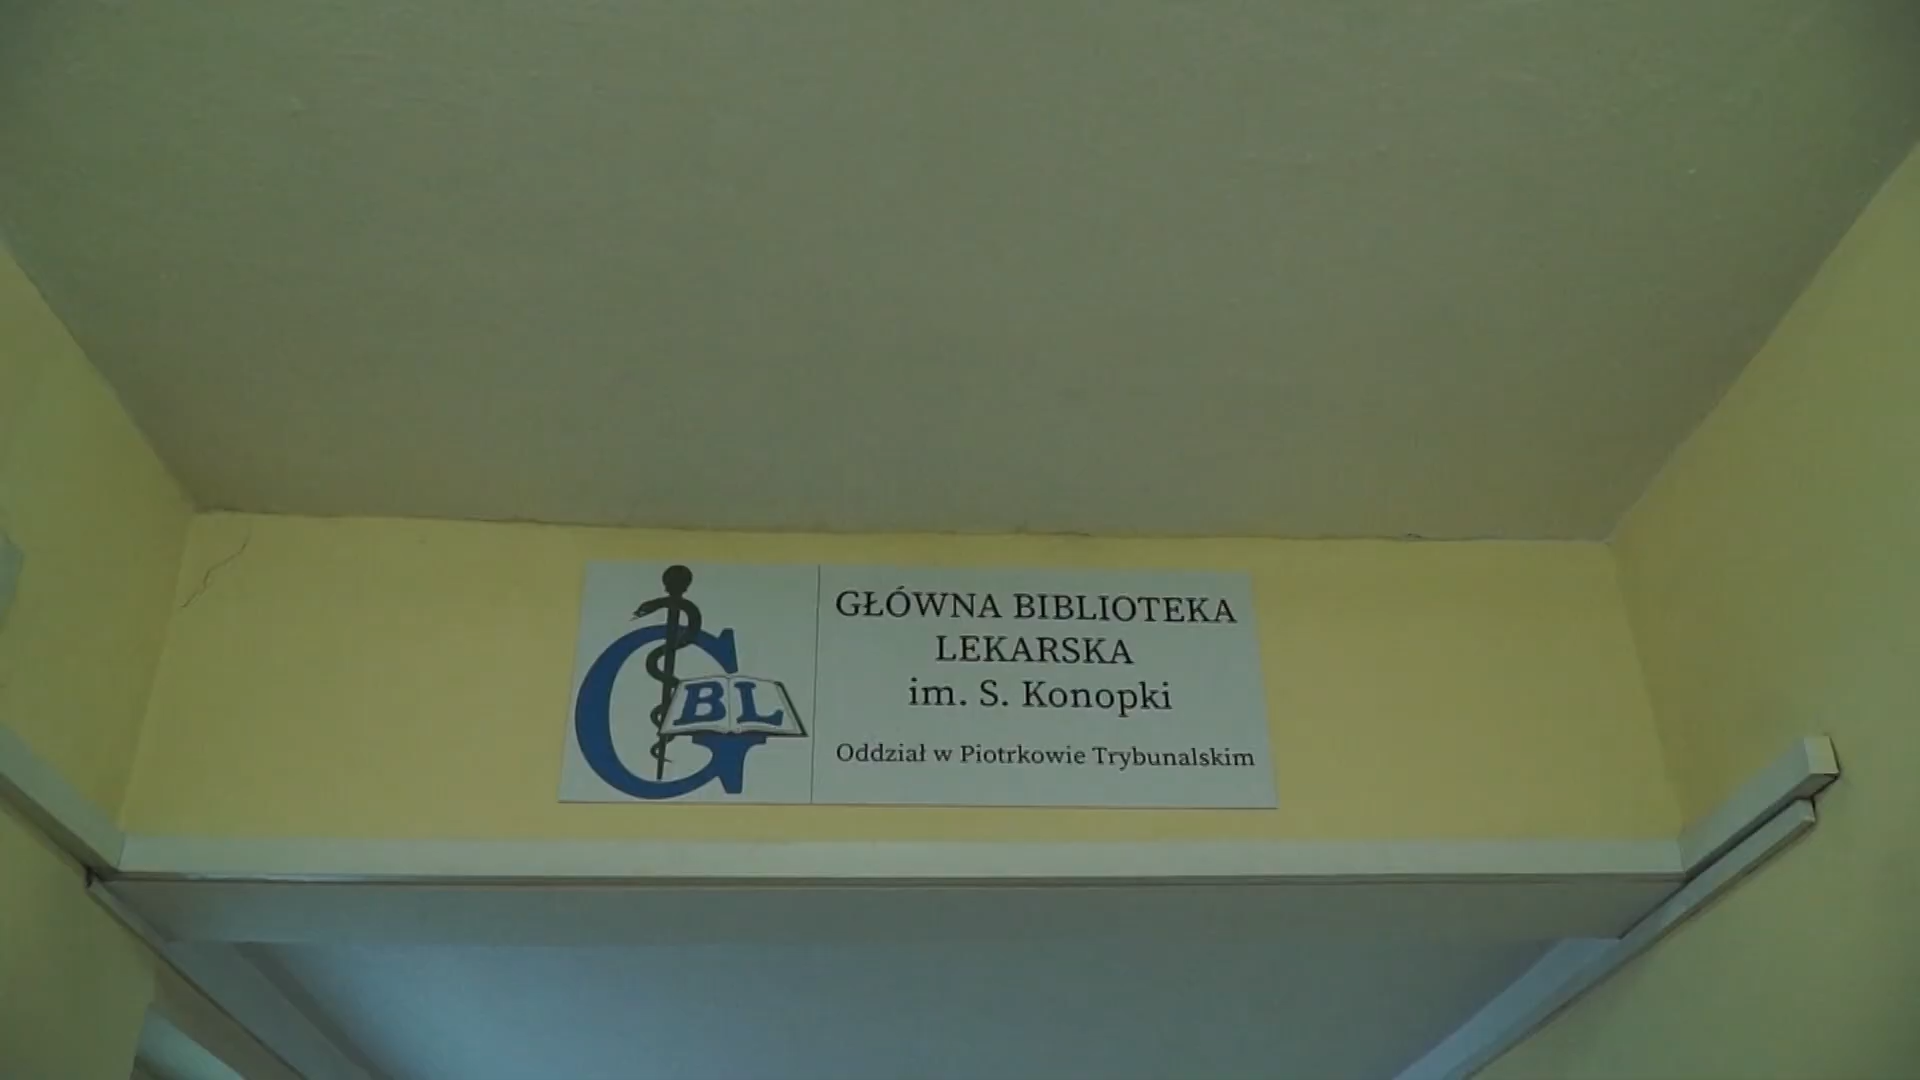 GBL
GŁÓWNA BIBLIOTEKA
LEKARSKA
im. S. Konopki
Oddział w Piotrkowie Trybunalskim